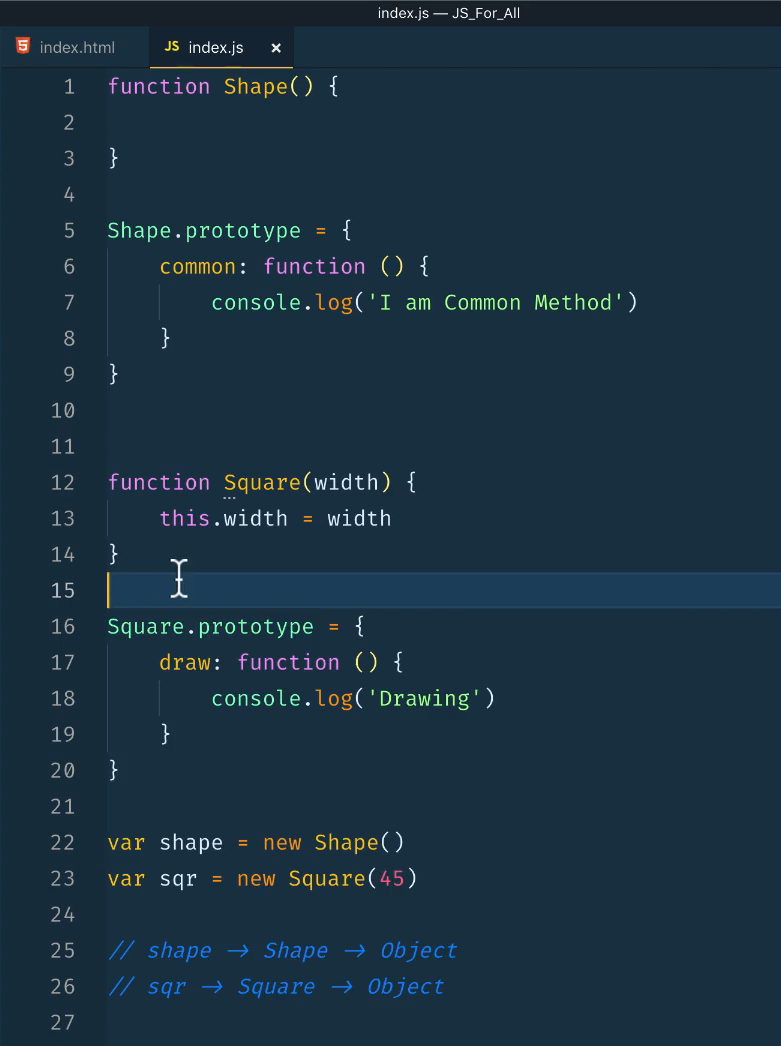 index.js — JS_For_All
index.html JS index.js ×
1 function Shape() {
2
3 }
4
5 Shape.prototype = {
6 common: function () {
7 console.log('I am Common Method')
8 }
9 }
10
11
12 function Square(width) {
13 this.width = width
14 }
15
16 Square.prototype = {
17 draw: function () {
18 console.log('Drawing')
19 }
20 }
21
22 var shape = new Shape()
23 var sqr = new Square(45)
24
25 // shape -> Shape -> Object
26 // sqr -> Square -> Object
27